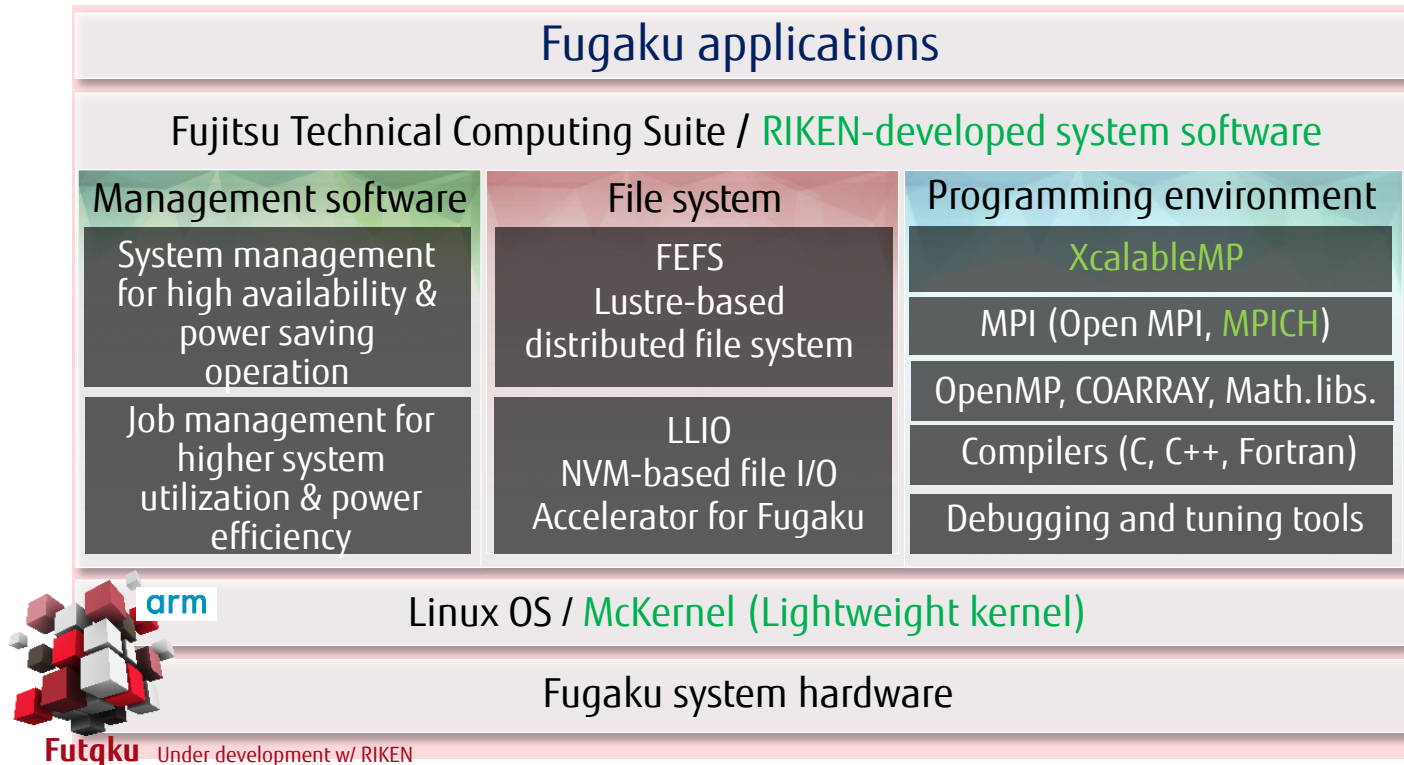 Fugaku applications
Fujitsu Technical Computing Suite / RIKEN-developed system software
Management software
System management
for high availability &
power saving
operation
Job management for
higher system
utilization & power
efficiency
File system
FEFS
Lustre-based
distributed file system
LLIO
NVM-based file I/O
Accelerator for Fugaku
Programming environment
XcalableMP
MPI (Open MPI, MPICH)
OpenMP, COARRAY, Math.libs.
Compilers (C, C++, Fortran)
Debugging and tuning tools
arm
Linux OS / McKernel (Lightweight kernel)
Fugaku system hardware
Futqku Under development w/ RIKEN